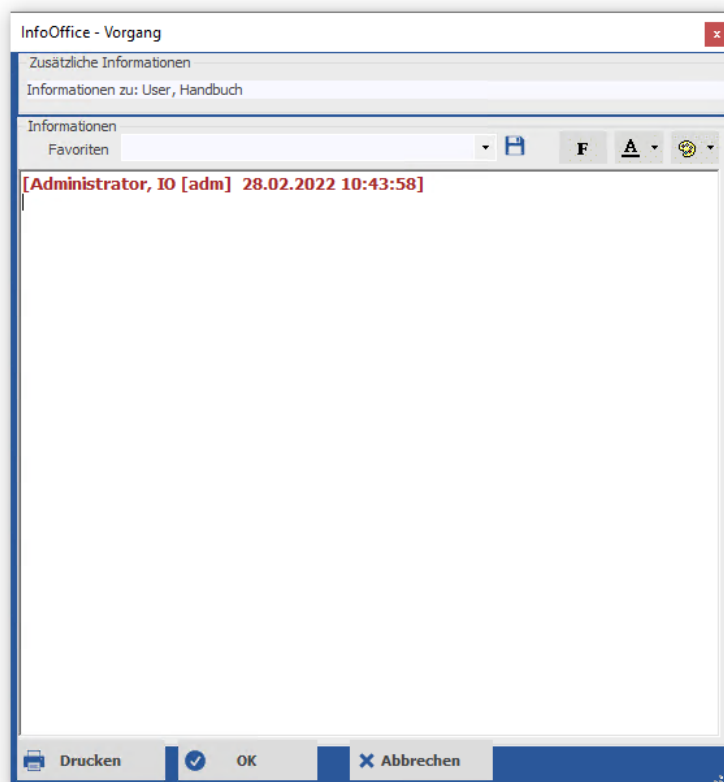 InfoOffice - Vorgang
x
Zusätzliche Informationen
Informationen zu: User, Handbuch
Informationen
Favoriten
F A
[Administrator, IO [adm] 28.02.2022 10:43:58]
Drucken OK Abbrechen